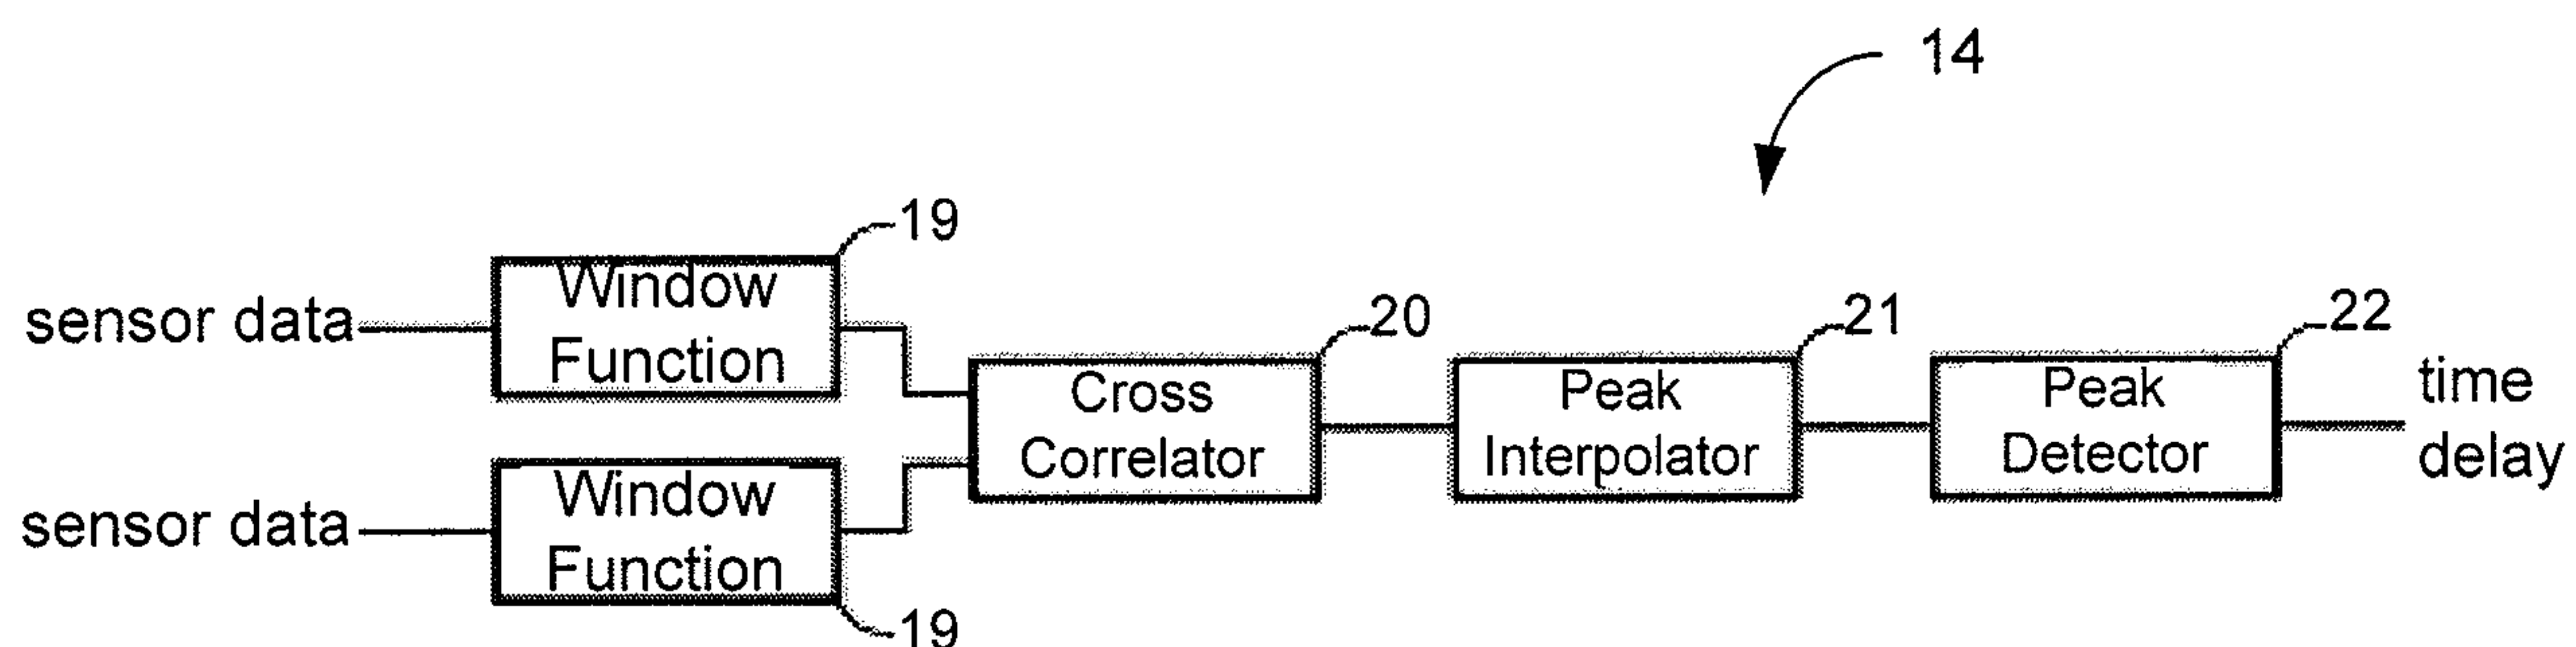 14
19
sensor data
Window
Function
sensor data
Window
Function
19
20
Cross
Correlator
21
Peak
Interpolator
22
Peak
Detector
time
delay